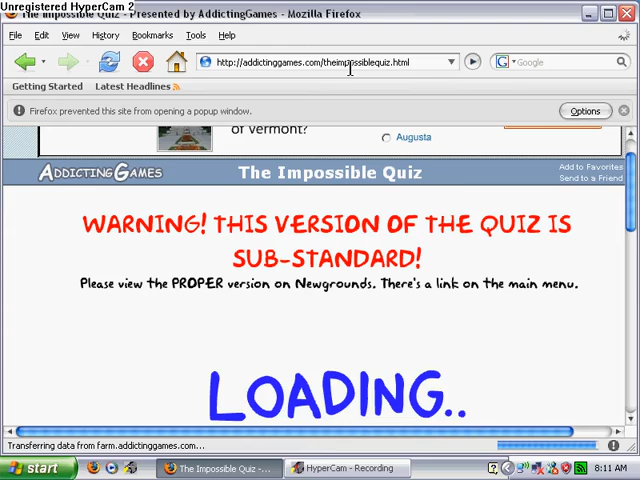 Unregistered HyperCam 2
The Impossible Quiz - Presented by AddictingGames - Mozilla Firefox
File Edit View History Bookmarks Tools Help
http://addictinggames.com/theimpossiblequiz.html
Google
Getting Started Latest Headlines
Firefox prevented this site from opening a popup window. Options
of Vermont?
Augusta
ADDICTINGGAMES The Impossible Quiz
Add to Favorites
Send to a Friend
WARNING! THIS VERSION OF THE QUIZ IS
SUB-STANDARD!
Please view the PROPER version on Newgrounds. There's a link on the main menu.
LOADING..
Transferring data from farm.addictinggames.com...
start The Impossible Quiz -... HyperCam - Recording 8:11 AM